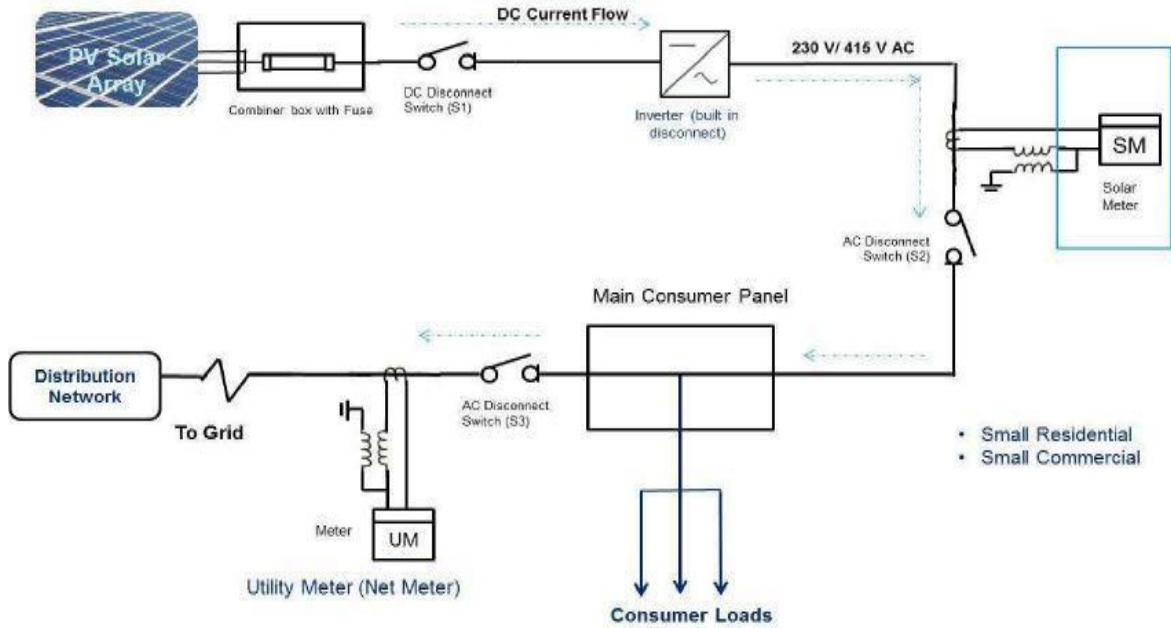 DC Current Flow
PV Solar
Array
230 V/ 415 V AC
DC Disconnect
Switch (S1)
Combiner box with Fuse
Inverter (built in
disconnect)
SM
Solar
Meter
AC Disconnect
Switch (S2)
Main Consumer Panel
Distribution
Network
To Grid
AC Disconnect
Switch (S3)
• Small Residential
• Small Commercial
Meter
UM
Utility Meter (Net Meter)
Consumer Loads